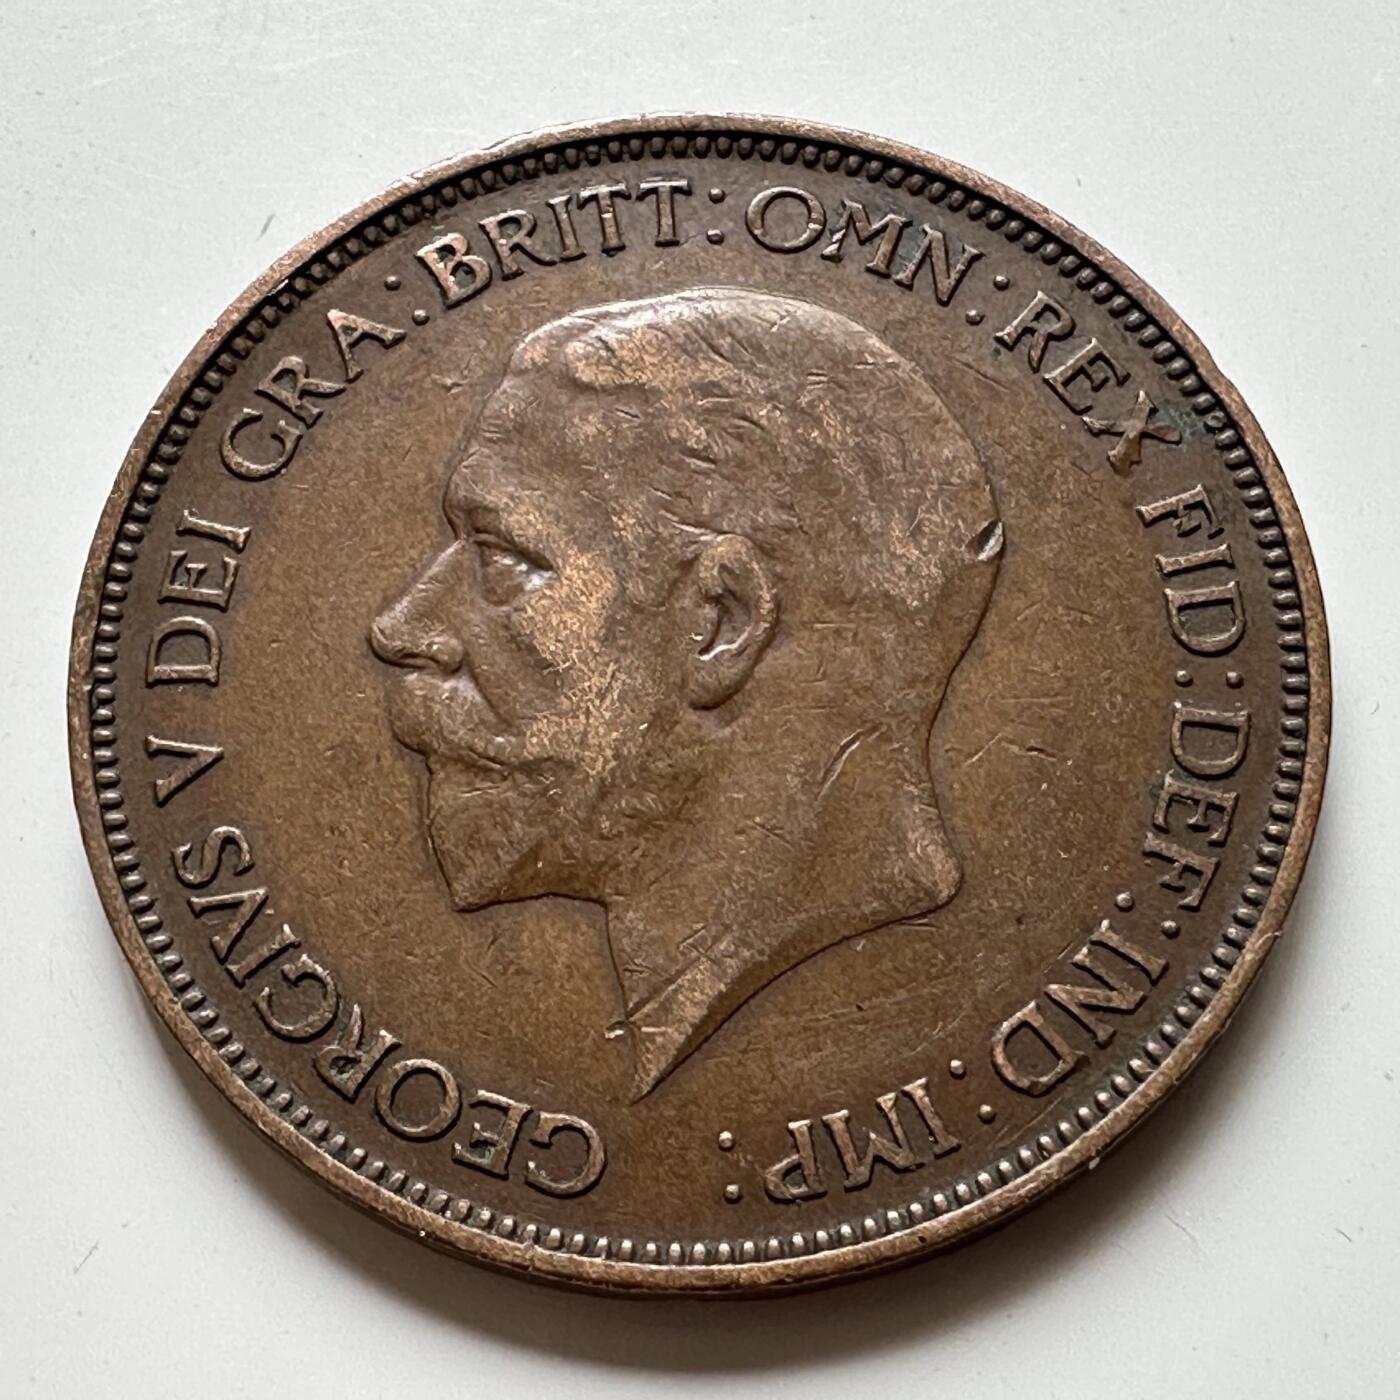 GEORGIVS V DEI GRA: BRITT: OMN: REX FID: DEF: IND: IMP: